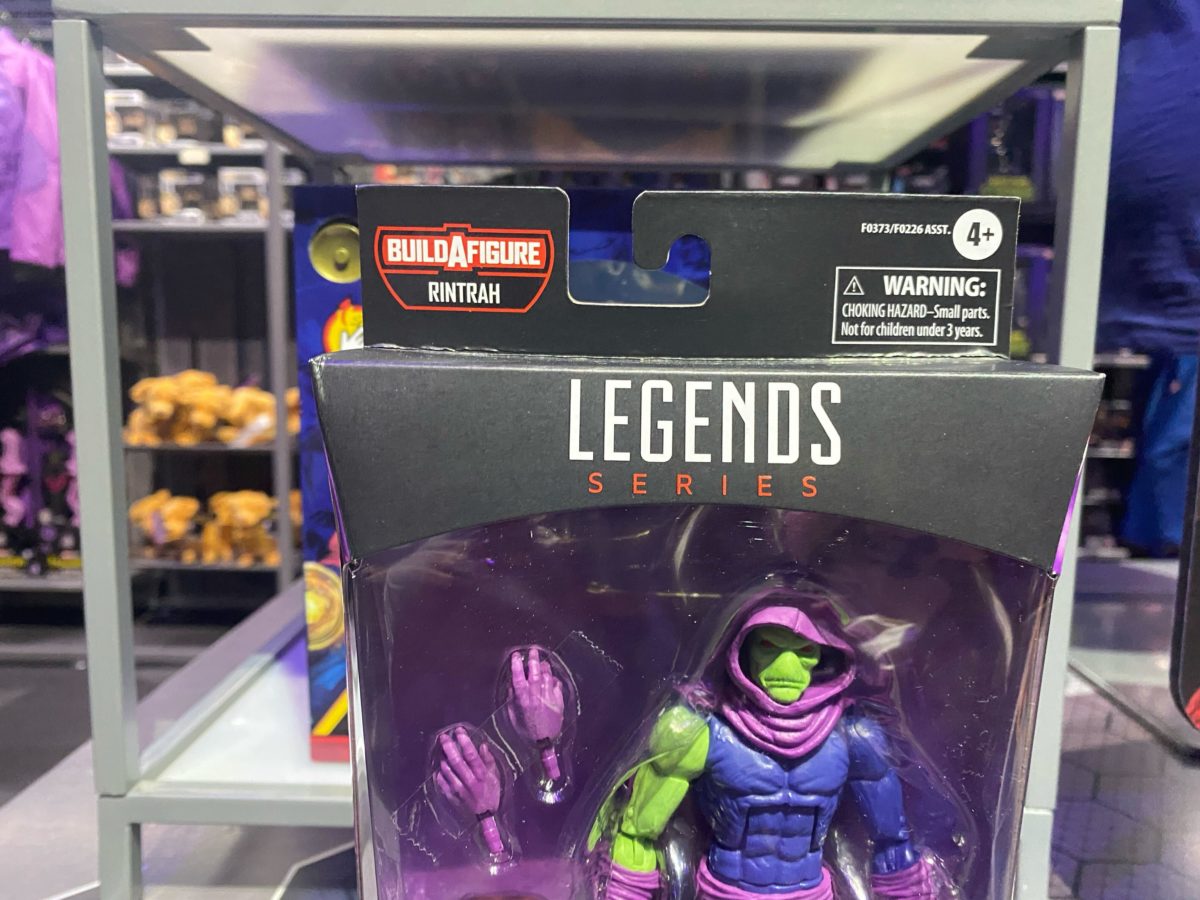 BUILDAFIGURE
RINTRAH
F0373/F0226 ASST.
4+
WARNING:
CHOKING HAZARD–Small parts.
Not for children under 3 years.
LEGENDS
SERIES